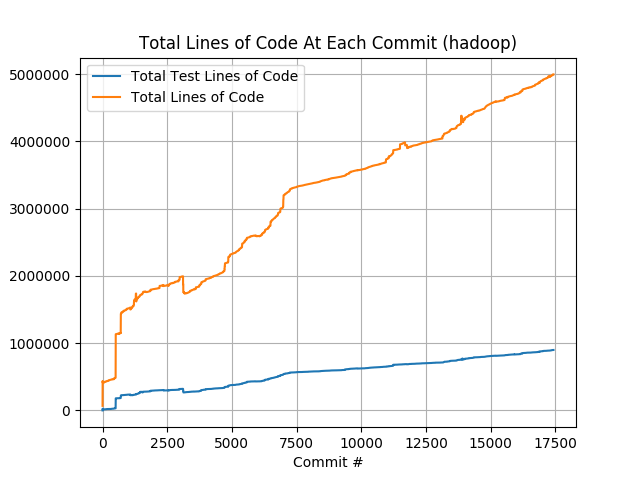 Total Lines of Code At Each Commit (hadoop)
Total Test Lines of Code
Total Lines of Code
5000000
4000000
3000000
2000000
1000000
0
0 2500 5000 7500 10000 12500 15000 17500
Commit #